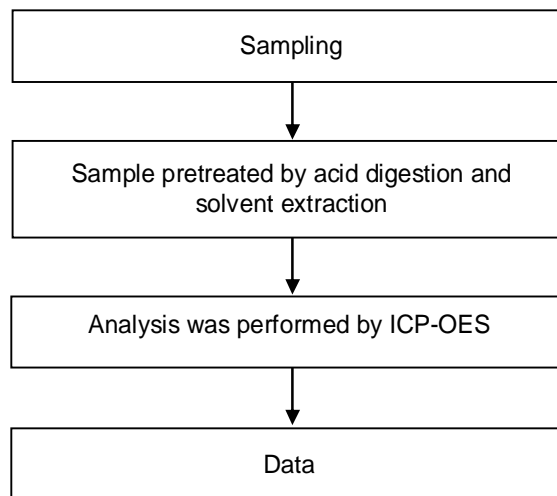 Sampling
Sample pretreated by acid digestion and
solvent extraction
Analysis was performed by ICP-OES
Data